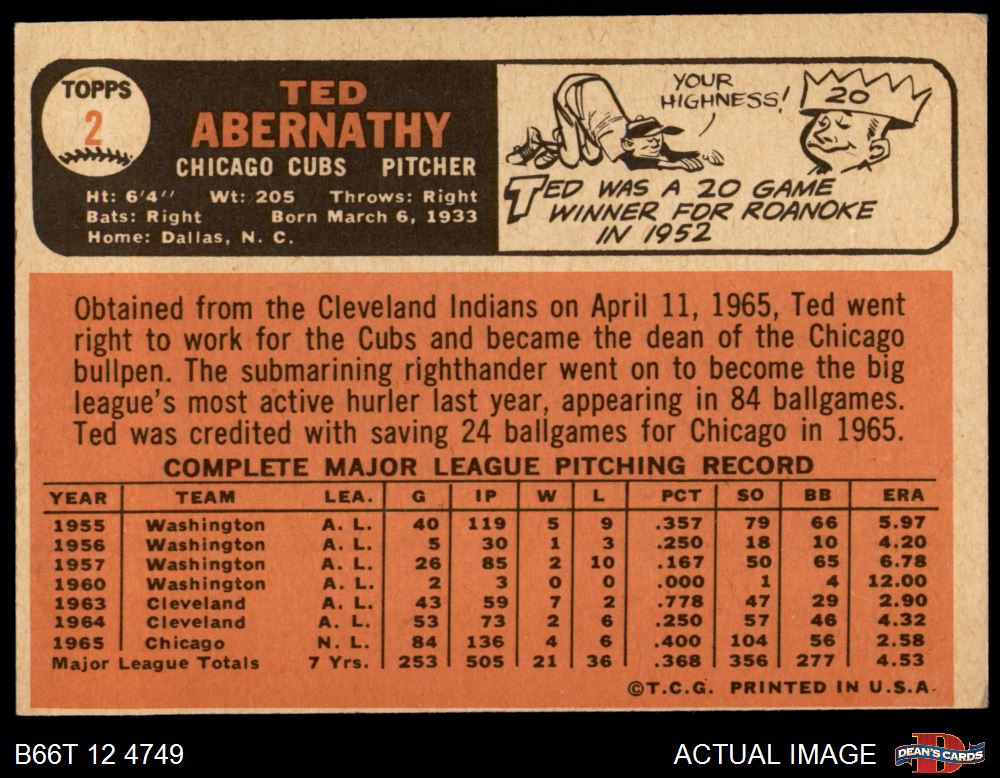 TOPPS
2
TED
ABERNATHY
CHICAGO CUBS PITCHER
Ht: 6'4" Wt: 205 Throws: Right
Bats: Right Born March 6, 1933
Home: Dallas, N. C.
YOUR
HIGHNESS!
20
TED WAS A 20 GAME
WINNER FOR ROANOKE
IN 1952
Obtained from the Cleveland Indians on April 11, 1965, Ted went
right to work for the Cubs and became the dean of the Chicago
bullpen. The submarining righthander went on to become the big
league's most active hurler last year, appearing in 84 ballgames.
Ted was credited with saving 24 ballgames for Chicago in 1965.
COMPLETE MAJOR LEAGUE PITCHING RECORD
YEAR TEAM LEA. G IP W L PCT SO BB ERA
1955 Washington A. L. 40 119 5 9 .357 79 66 5.97
1956 Washington A. L. 5 30 1 3 .250 18 10 4.20
1957 Washington A. L. 26 85 2 10 .167 50 65 6.78
1960 Washington A. L. 2 3 0 0 .000 1 4 12.00
1963 Cleveland A. L. 43 59 7 2 .778 47 29 2.90
1964 Cleveland A. L. 53 73 2 6 .250 57 46 4.32
1965 Chicago N. L. 84 136 4 6 .400 104 56 2.58
Major League Totals 7 Yrs. 253 505 21 36 .368 356 277 4.53
©T.C.G. PRINTED IN U.S.A.
B66T 12 4749
ACTUAL IMAGE
DEAN'S CARDS